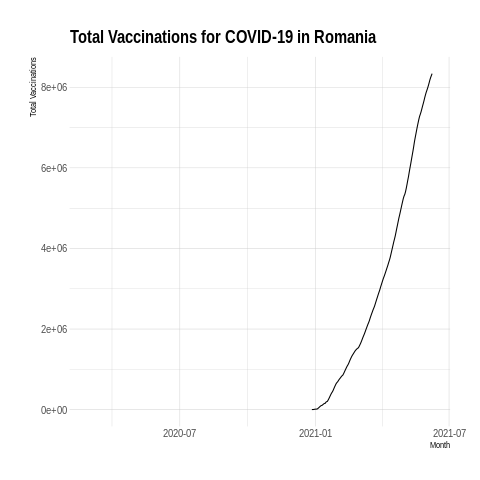 Total Vaccinations for COVID-19 in Romania
Total Vaccinations
8e+06
6e+06
4e+06
2e+06
0e+00
2020-07
2021-01
2021-07
Month